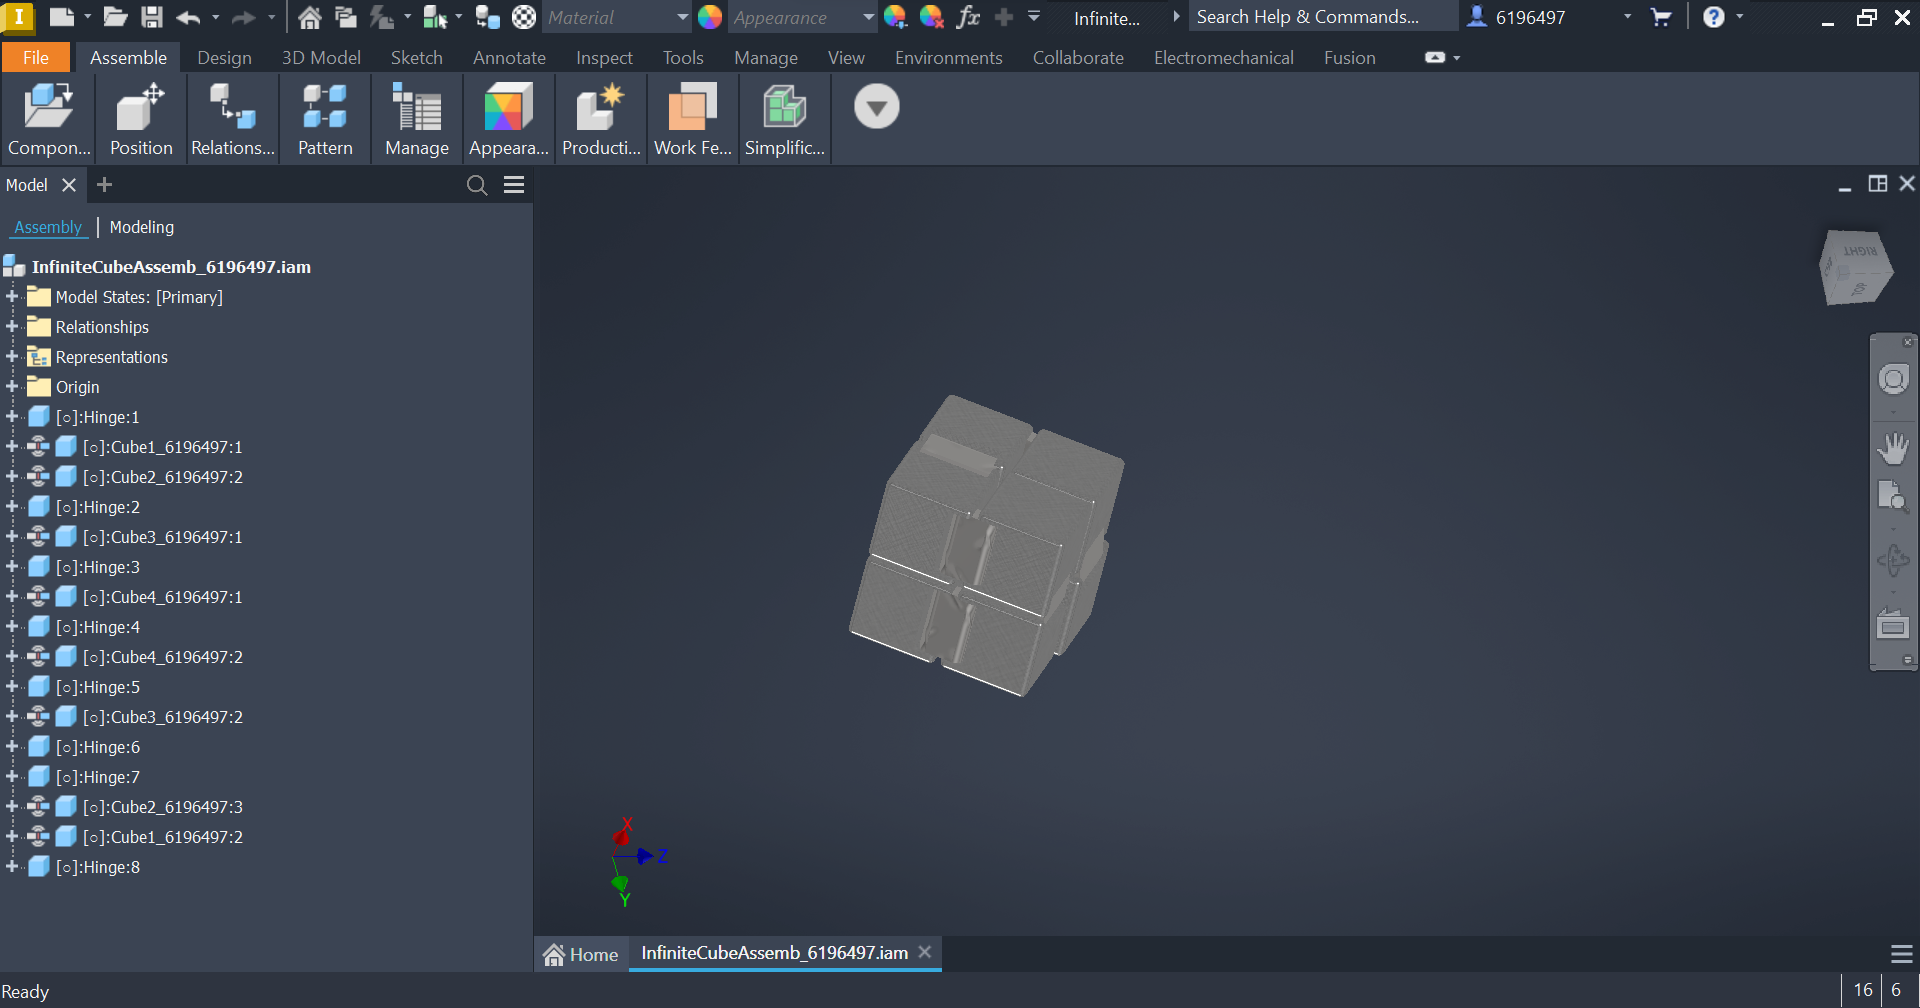 I
Material
Appearance
fx
Infinite...
Search Help & Commands...
6196497
?
File
Assemble
Design
3D Model
Sketch
Annotate
Inspect
Tools
Manage
View
Environments
Collaborate
Electromechanical
Fusion
Compon...
Position
Relations...
Pattern
Manage
Appeara...
Producti...
Work Fe...
Simplific...
Model
Assembly
Modeling
InfiniteCubeAssemb_6196497.iam
Model States: [Primary]
Relationships
Representations
Origin
[○]:Hinge:1
[○]:Cube1_6196497:1
[○]:Cube2_6196497:2
[○]:Hinge:2
[○]:Cube3_6196497:1
[○]:Hinge:3
[○]:Cube4_6196497:1
[○]:Hinge:4
[○]:Cube4_6196497:2
[○]:Hinge:5
[○]:Cube3_6196497:2
[○]:Hinge:6
[○]:Hinge:7
[○]:Cube2_6196497:3
[○]:Cube1_6196497:2
[○]:Hinge:8
RIGHT
TOP
X
Z
Y
Home
InfiniteCubeAssemb_6196497.iam
Ready
16
6